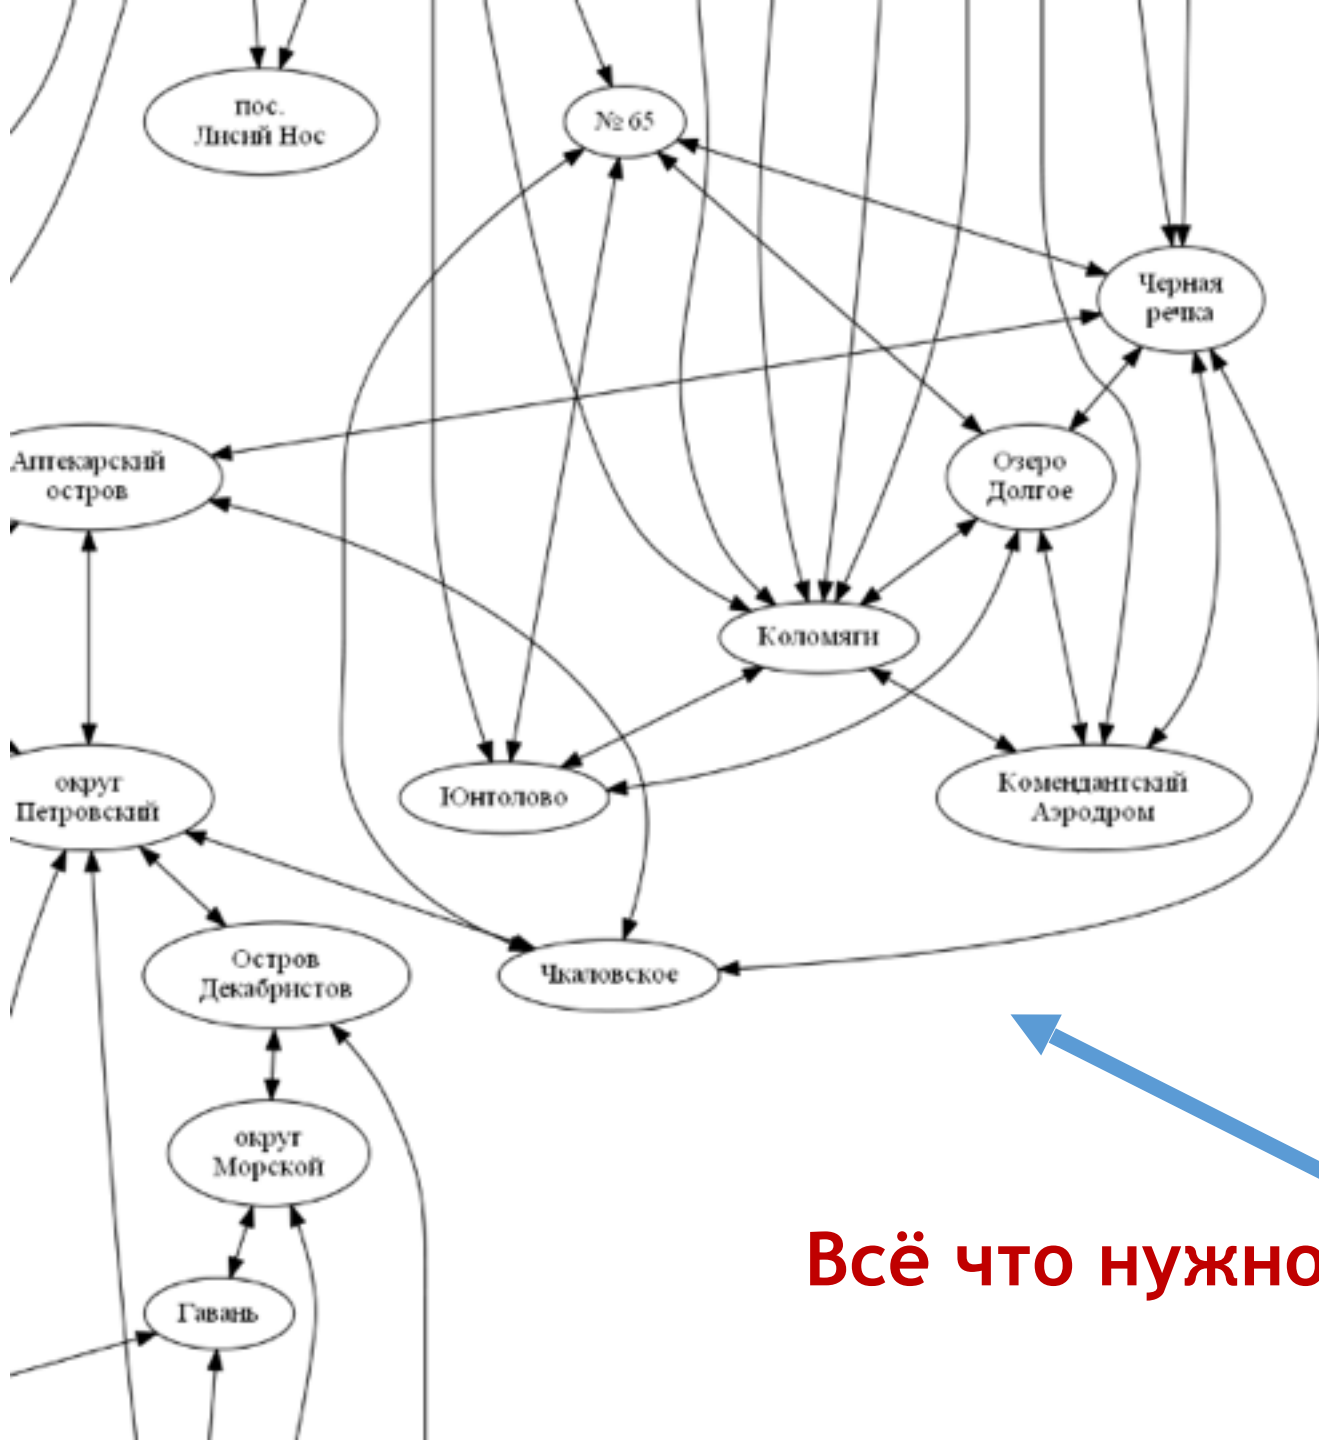 пос.
Лисий Нос
№ 65
Черная
речка
Аптекарский
остров
Озеро
Долгое
Коломяги
округ
Петровский
Юнтолово
Комендантский
Аэродром
Остров
Декабристов
Чкаловское
округ
Морской
Всё что нужно
Гавань